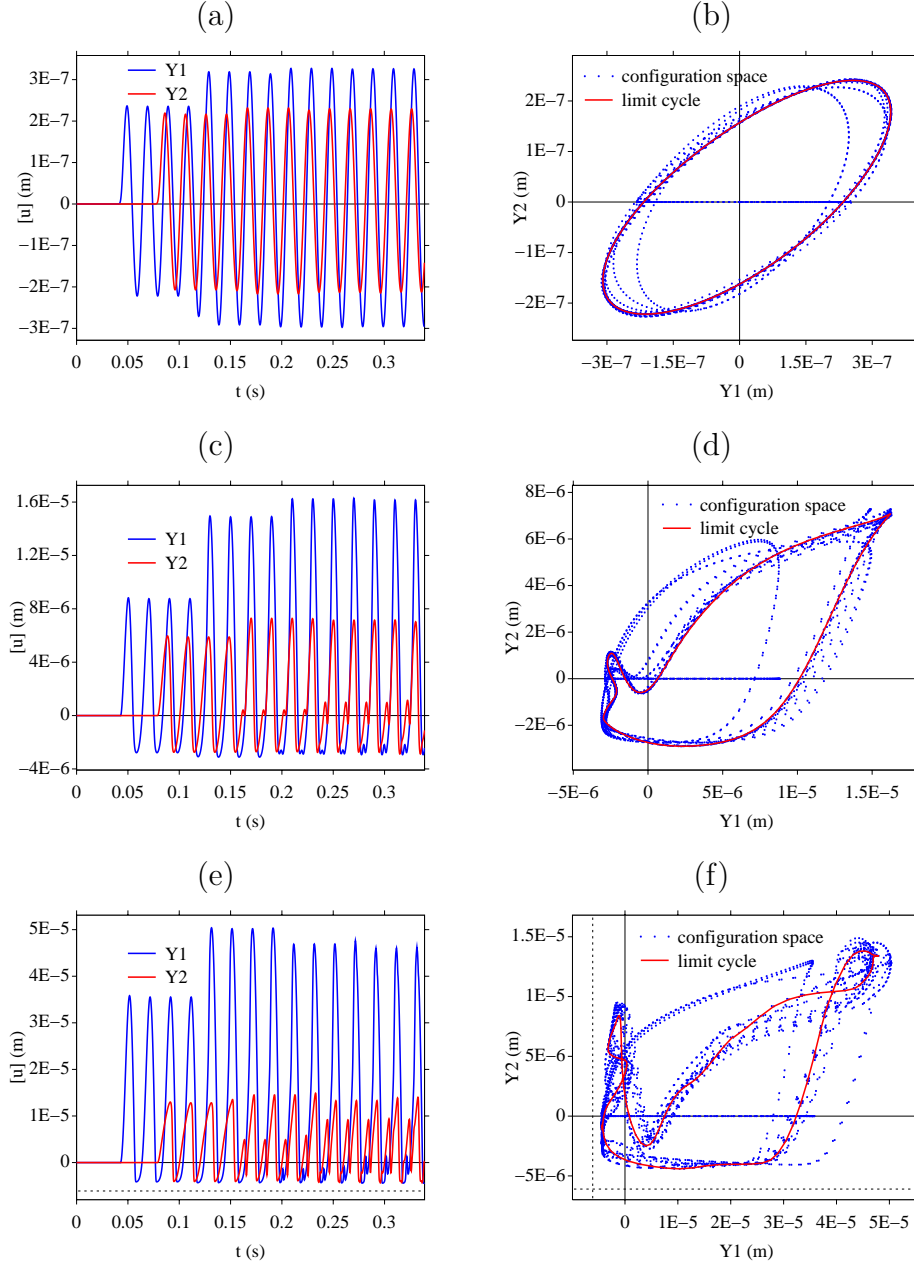 (a)
3E−7
2E−7
1E−7
0
−1E−7
−2E−7
−3E−7
[u] (m)
Y1
Y2
0
0.05
0.1
0.15
0.2
0.25
0.3
t (s)
(b)
2E−7
1E−7
0
−1E−7
−2E−7
Y2 (m)
configuration space
limit cycle
−3E−7
−1.5E−7
0
1.5E−7
3E−7
Y1 (m)
(c)
1.6E−5
1.2E−5
8E−6
4E−6
0
−4E−6
[u] (m)
Y1
Y2
0
0.05
0.1
0.15
0.2
0.25
0.3
t (s)
(d)
8E−6
6E−6
4E−6
2E−6
0
−2E−6
Y2 (m)
configuration space
limit cycle
−5E−6
0
5E−6
1E−5
1.5E−5
Y1 (m)
(e)
5E−5
4E−5
3E−5
2E−5
1E−5
0
[u] (m)
Y1
Y2
0
0.05
0.1
0.15
0.2
0.25
0.3
t (s)
(f)
1.5E−5
1E−5
5E−6
0
−5E−6
Y2 (m)
configuration space
limit cycle
0
1E−5
2E−5
3E−5
4E−5
5E−5
Y1 (m)